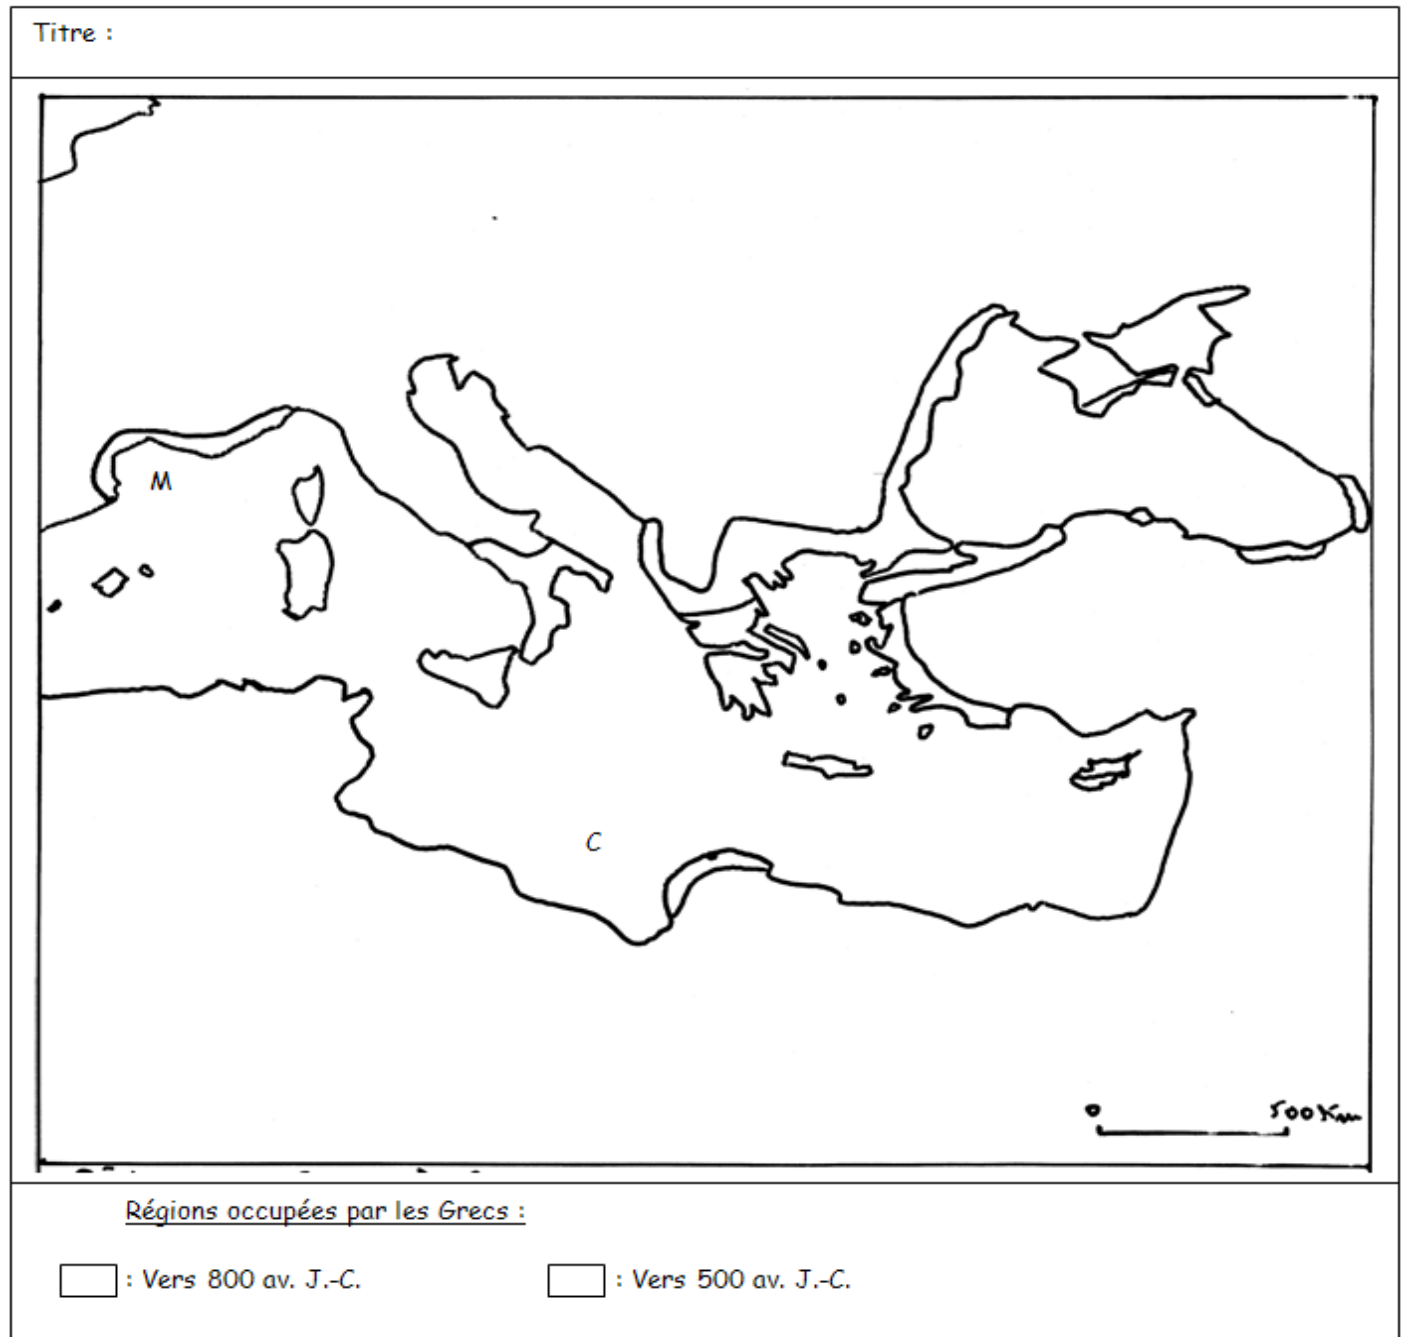 Titre :
M
C
0 500 Km
Régions occupées par les Grecs :
: Vers 800 av. J.-C. : Vers 500 av. J.-C.